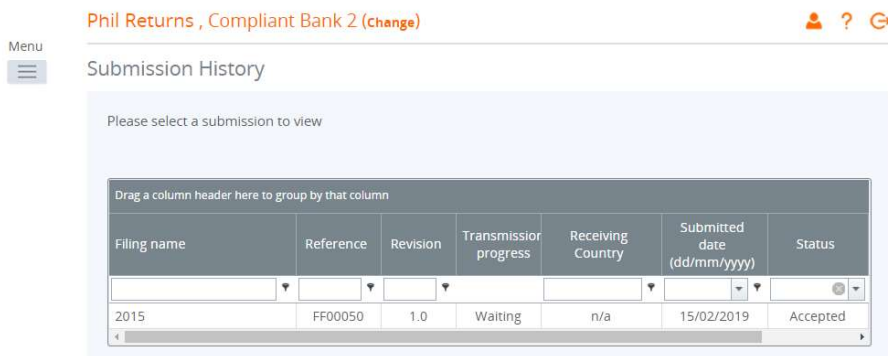 Phil Returns , Compliant Bank 2 (Change)
Menu
Submission History
Please select a submission to view
Drag a column header here to group by that column
Filing name Reference Revision Transmission progress Receiving Country Submitted date (dd/mm/yyyy) Status
2015 FF00050 1.0 Waiting n/a 15/02/2019 Accepted